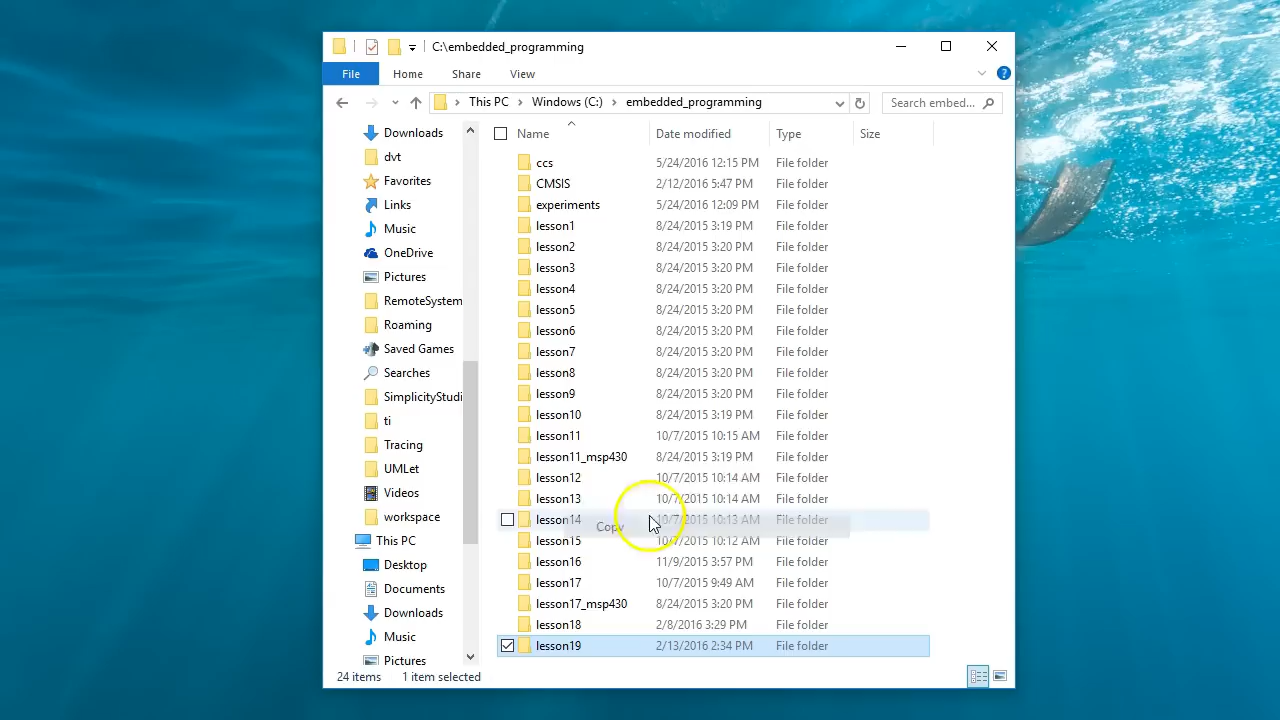 C:\embedded_programming
File Home Share View
This PC Windows (C:) embedded_programming Search embed...
Name Date modified Type Size
Downloads
dvt
Favorites
Links
Music
OneDrive
Pictures
RemoteSystem
Roaming
Saved Games
Searches
SimplicityStudi
ti
Tracing
UMLet
Videos
workspace
This PC
Desktop
Documents
Downloads
Music
Pictures
ccs 5/24/2016 12:15 PM File folder
CMSIS 2/12/2016 5:47 PM File folder
experiments 5/24/2016 12:09 PM File folder
lesson1 8/24/2015 3:19 PM File folder
lesson2 8/24/2015 3:20 PM File folder
lesson3 8/24/2015 3:20 PM File folder
lesson4 8/24/2015 3:20 PM File folder
lesson5 8/24/2015 3:20 PM File folder
lesson6 8/24/2015 3:20 PM File folder
lesson7 8/24/2015 3:20 PM File folder
lesson8 8/24/2015 3:20 PM File folder
lesson9 8/24/2015 3:20 PM File folder
lesson10 8/24/2015 3:19 PM File folder
lesson11 10/7/2015 10:15 AM File folder
lesson11_msp430 8/24/2015 3:19 PM File folder
lesson12 10/7/2015 10:14 AM File folder
lesson13 10/7/2015 10:14 AM File folder
lesson14 10/7/2015 10:13 AM File folder
Copy
lesson15 10/7/2015 10:12 AM File folder
lesson16 11/9/2015 3:57 PM File folder
lesson17 10/7/2015 9:49 AM File folder
lesson17_msp430 8/24/2015 3:20 PM File folder
lesson18 2/8/2016 3:29 PM File folder
lesson19 2/13/2016 2:34 PM File folder
24 items 1 item selected